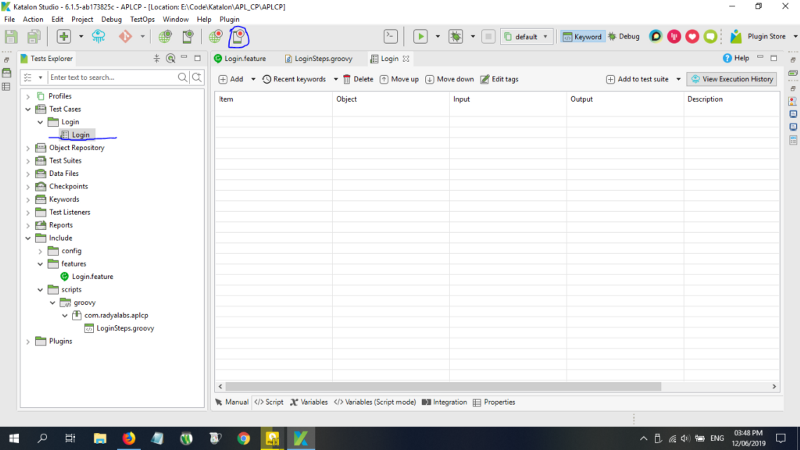 Katalon Studio - 6.1.5-ab173825c - APLCP - [Location: E:\Code\Katalon\APL_CP\APLCP]
File Action Edit Project Debug TestOps Window Help Plugin
default Keyword Debug Plugin Store
Tests Explorer
Enter text to search...
Profiles
Test Cases
Login
Login
Object Repository
Test Suites
Data Files
Checkpoints
Keywords
Test Listeners
Reports
Include
config
features
Login.feature
scripts
groovy
com.radyalabs.aplcp
LoginSteps.groovy
Plugins
Login.feature LoginSteps.groovy Login Help
Add Recent keywords Delete Move up Move down Edit tags Add to test suite View Execution History
Item Object Input Output Description
Manual Script Variables Variables (Script mode) Integration Properties
ENG
03:48 PM
12/06/2019